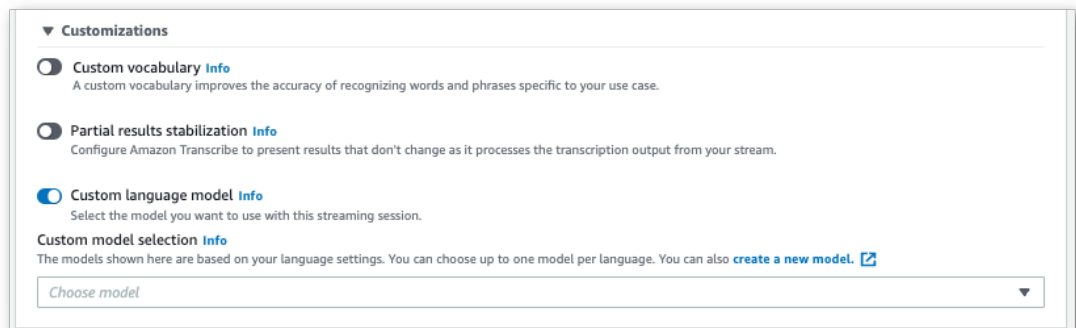 Customizations
Custom vocabulary Info
A custom vocabulary improves the accuracy of recognizing words and phrases specific to your use case.
Partial results stabilization Info
Configure Amazon Transcribe to present results that don't change as it processes the transcription output from your stream.
Custom language model Info
Select the model you want to use with this streaming session.
Custom model selection Info
The models shown here are based on your language settings. You can choose up to one model per language. You can also create a new model.
Choose model